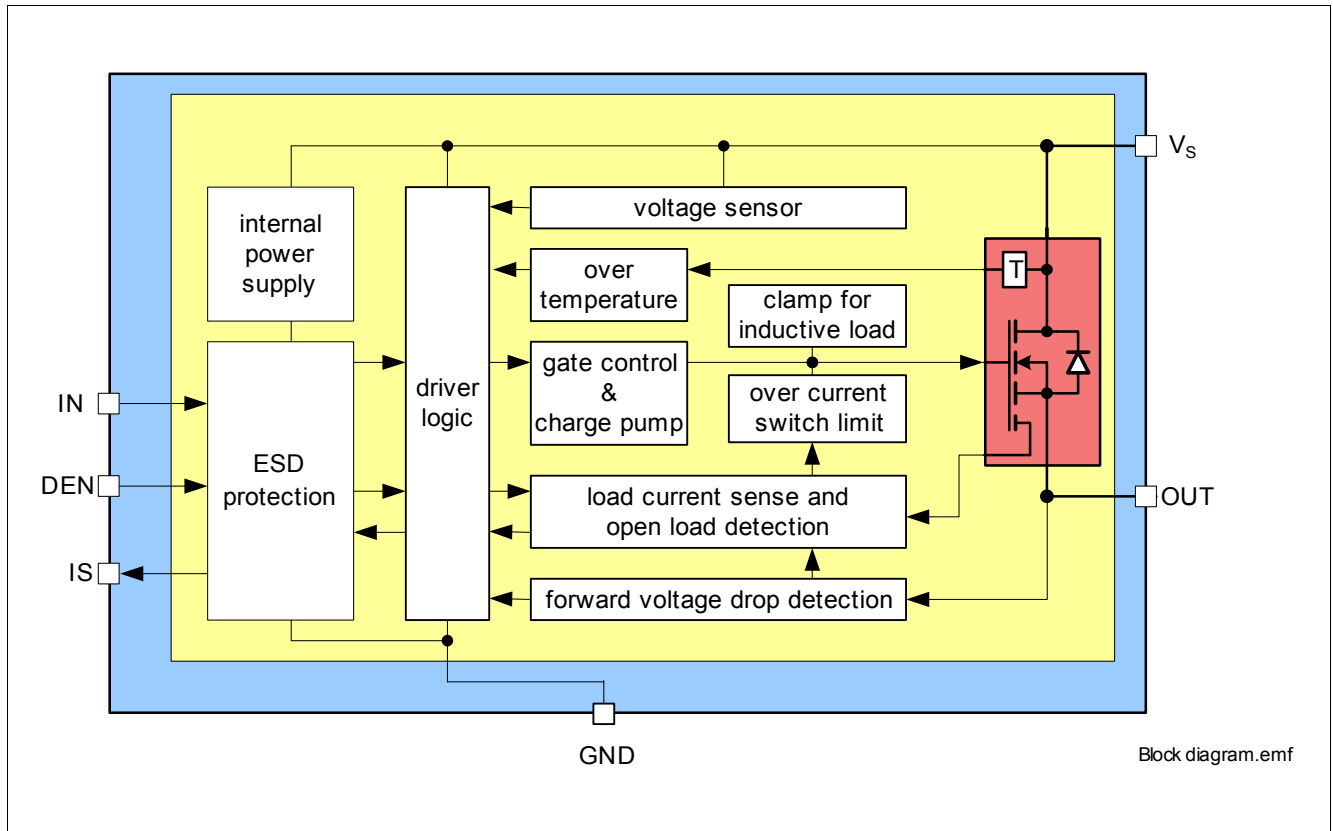 V_S
voltage sensor
internal
power
supply
over
temperature
T
clamp for
inductive load
gate control
&
charge pump
driver
logic
over current
switch limit
IN
ESD
protection
DEN
load current sense and
open load detection
OUT
IS
forward voltage drop detection
GND
Block diagram.emf